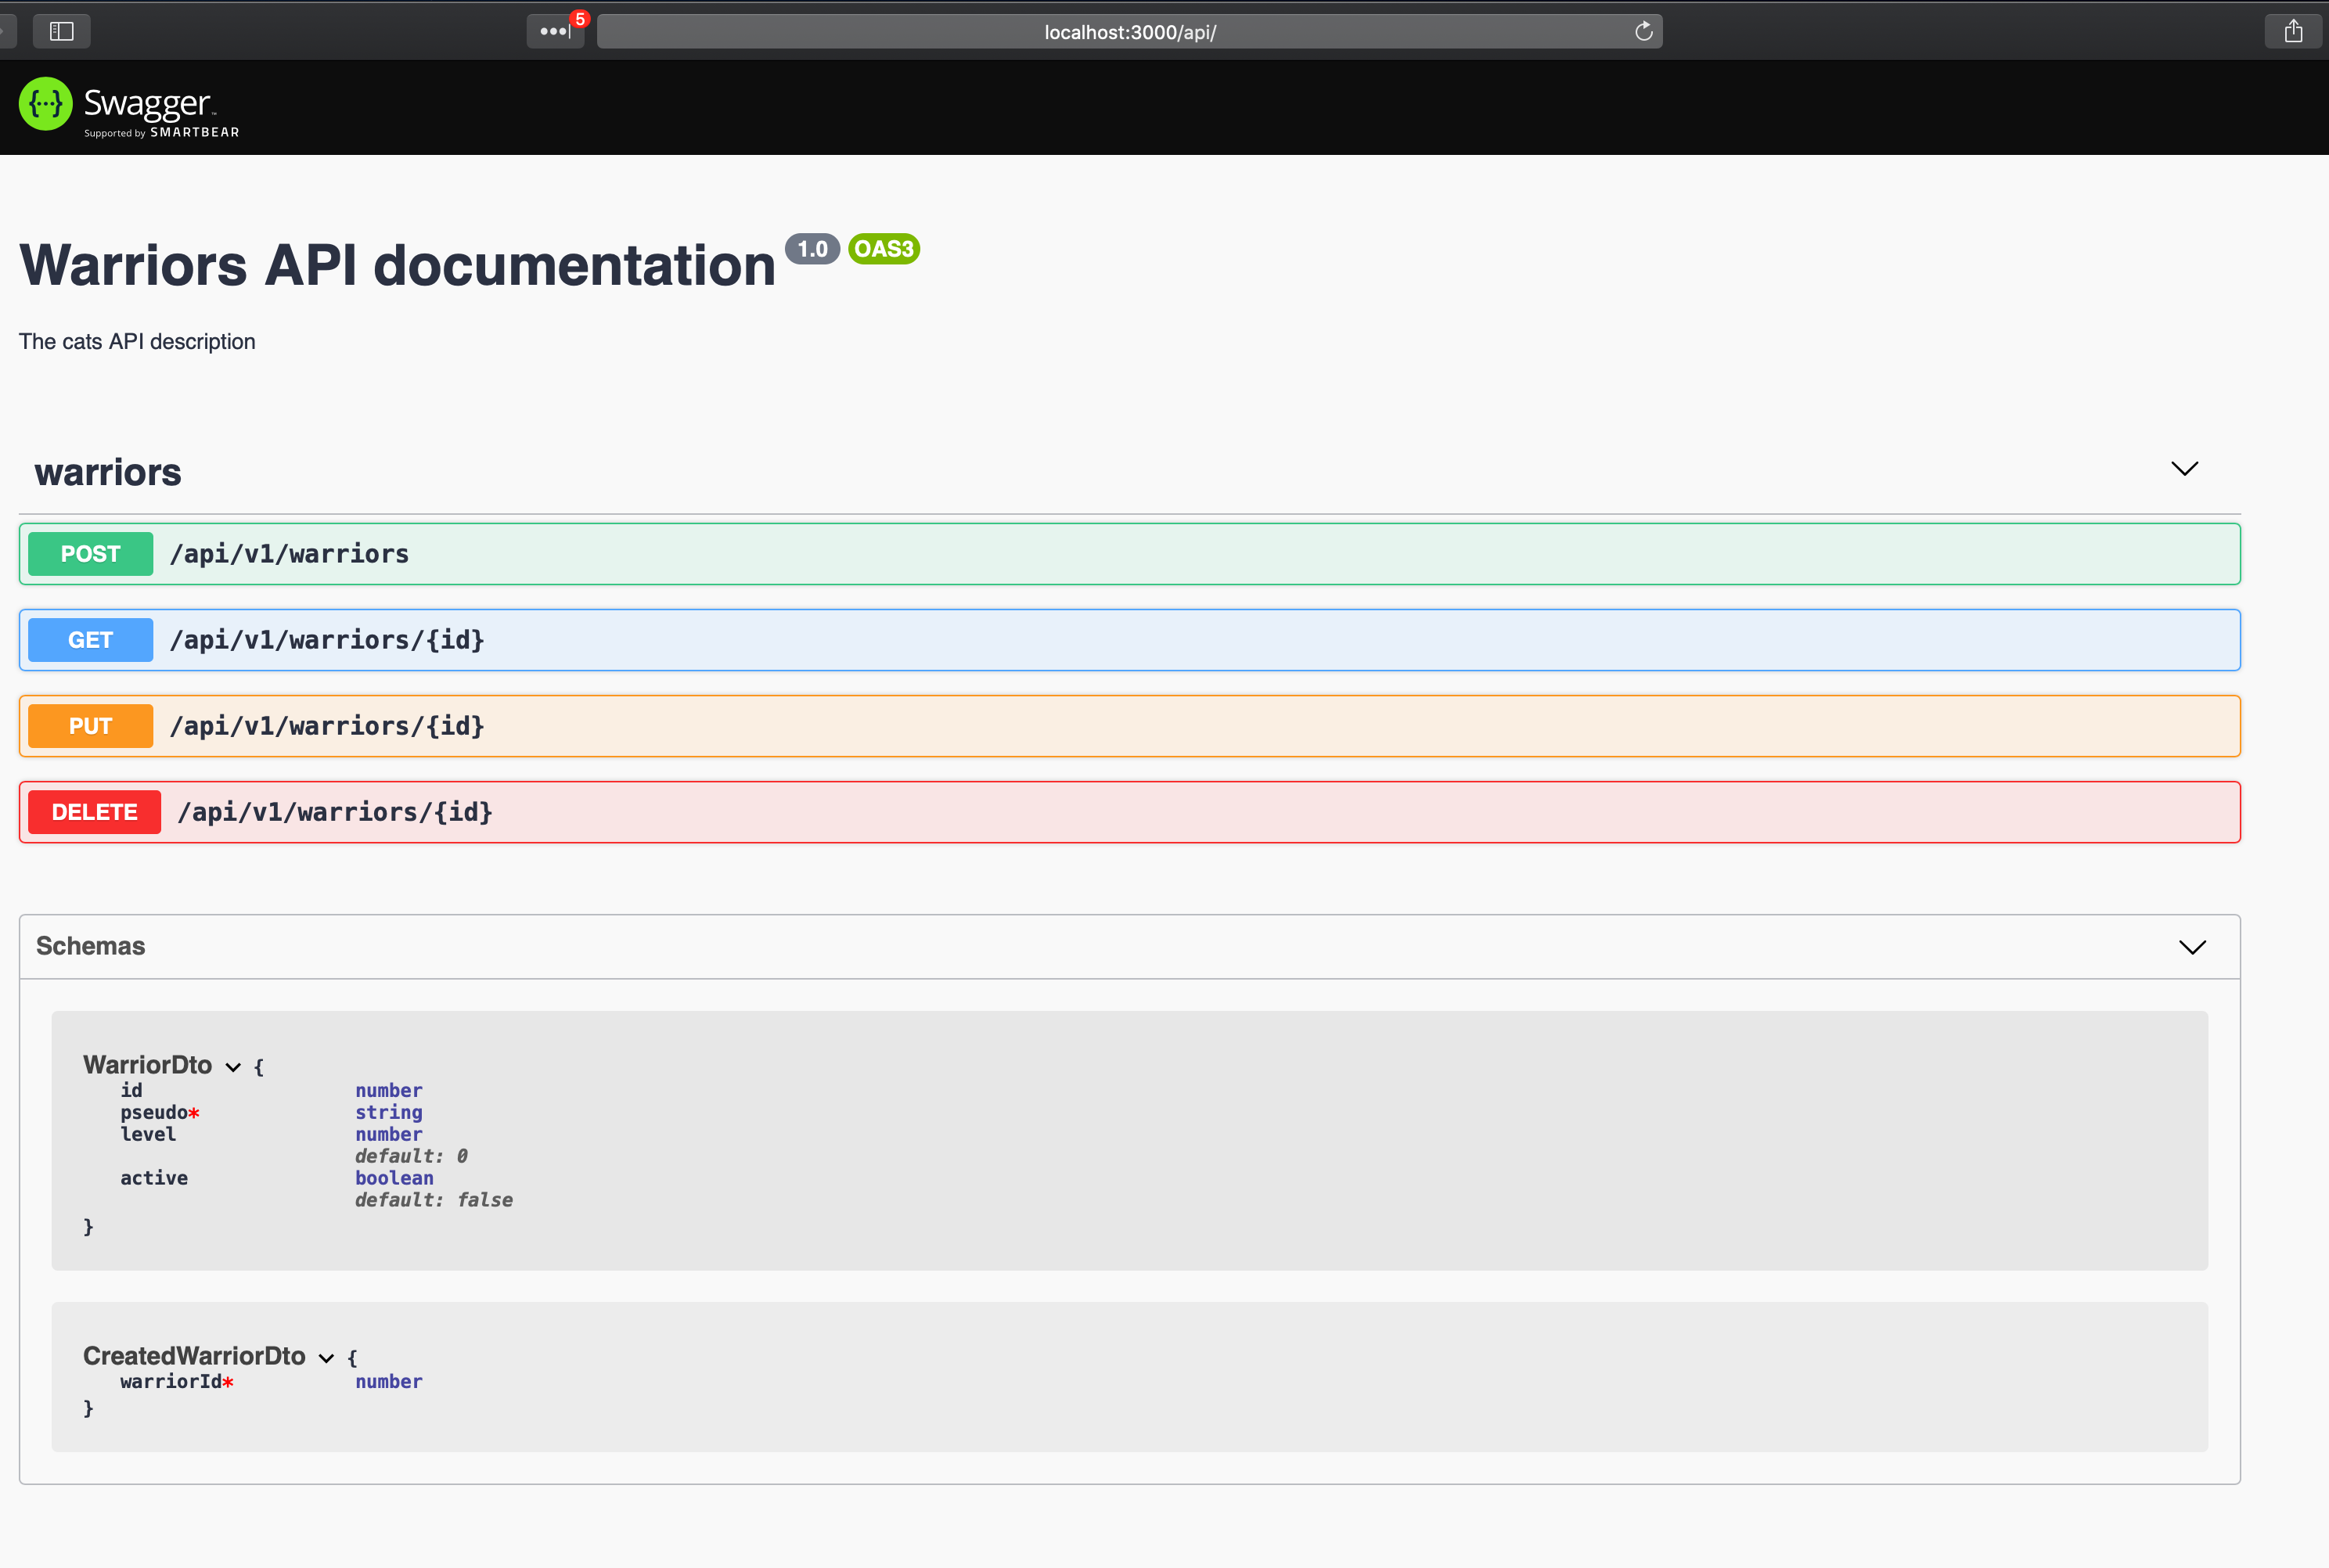 5
localhost:3000/api/
{···} Swagger™
Supported by SMARTBEAR
Warriors API documentation 1.0 OAS3
The cats API description
warriors
POST /api/v1/warriors
GET /api/v1/warriors/{id}
PUT /api/v1/warriors/{id}
DELETE /api/v1/warriors/{id}
Schemas
WarriorDto {
id number
pseudo* string
level number
default: 0
active boolean
default: false
}
CreatedWarriorDto {
warriorId* number
}